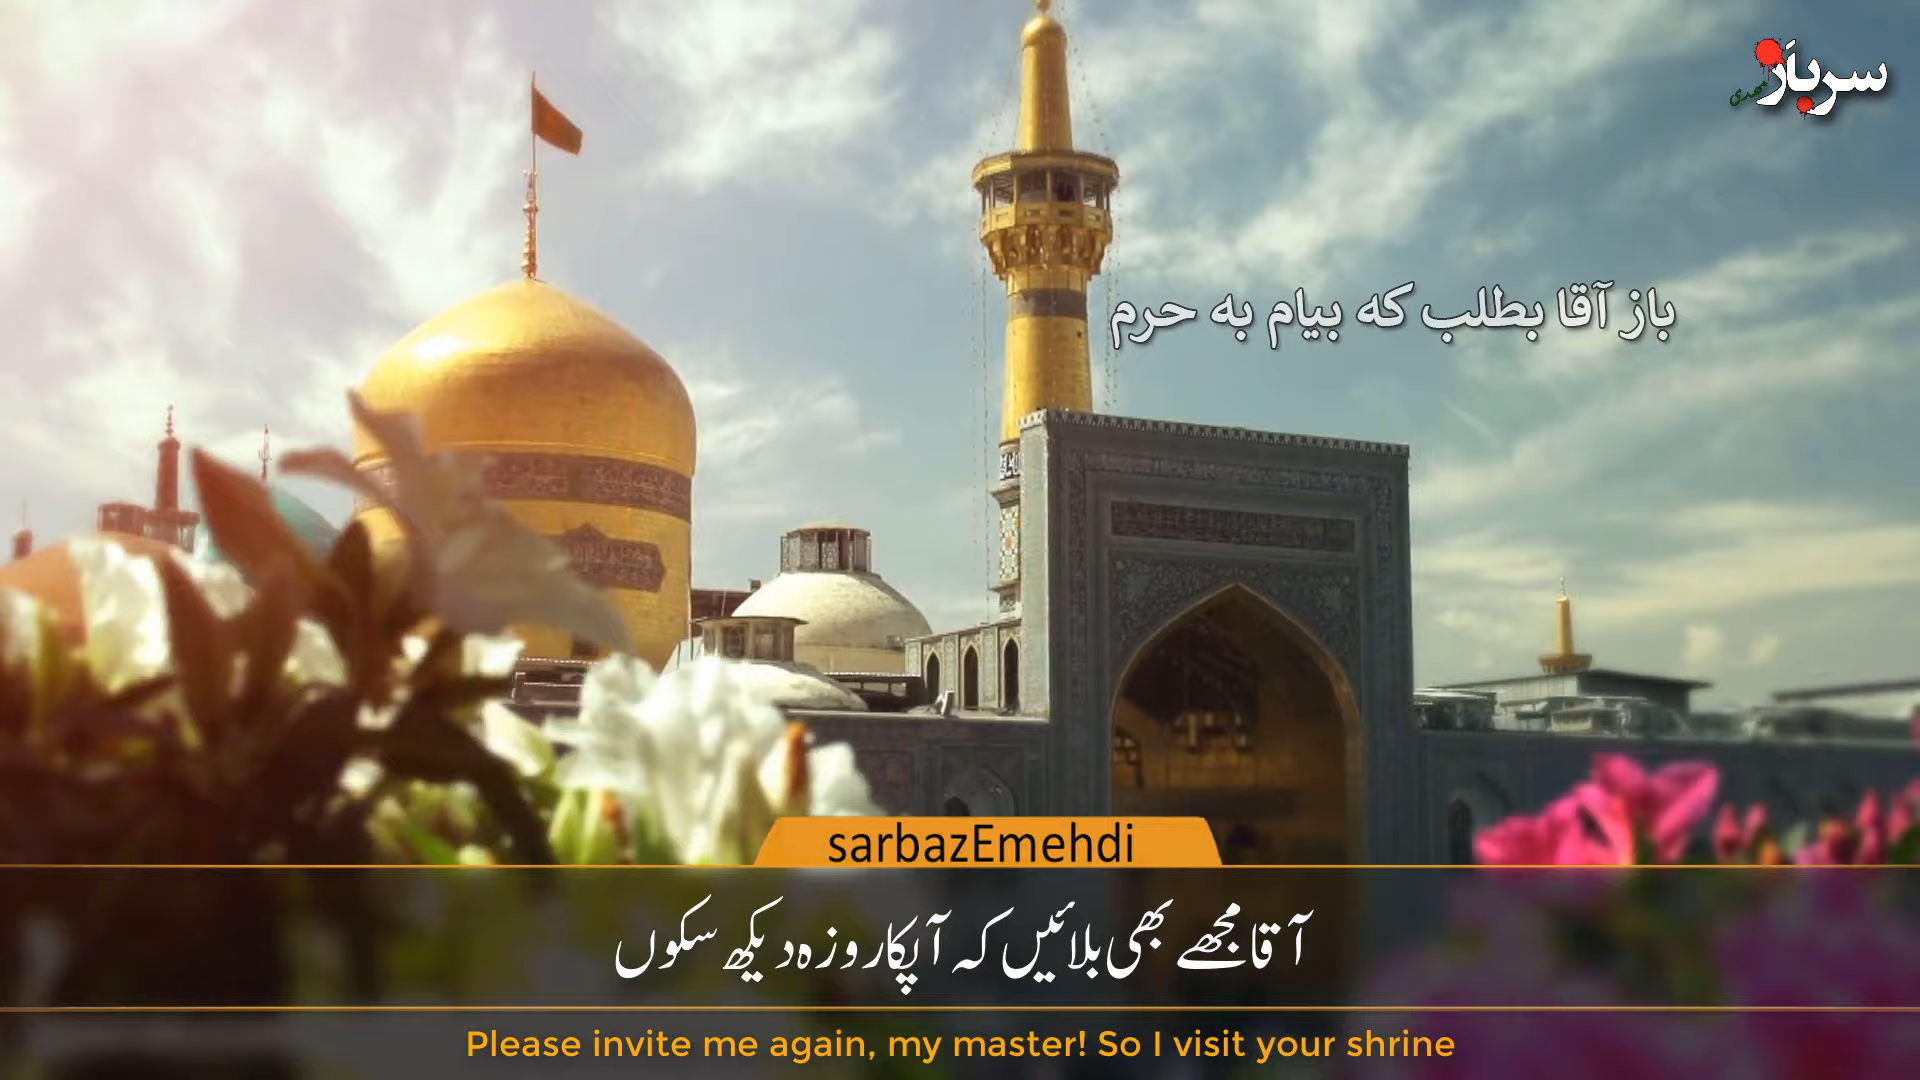 سرباز
مهدی
باز آقا بطلب که بیام به حرم
sarbazEmehdi
آقا مجھے بھی بلائیں کہ آپکا روزہ دیکھ سکوں
Please invite me again, my master! So I visit your shrine